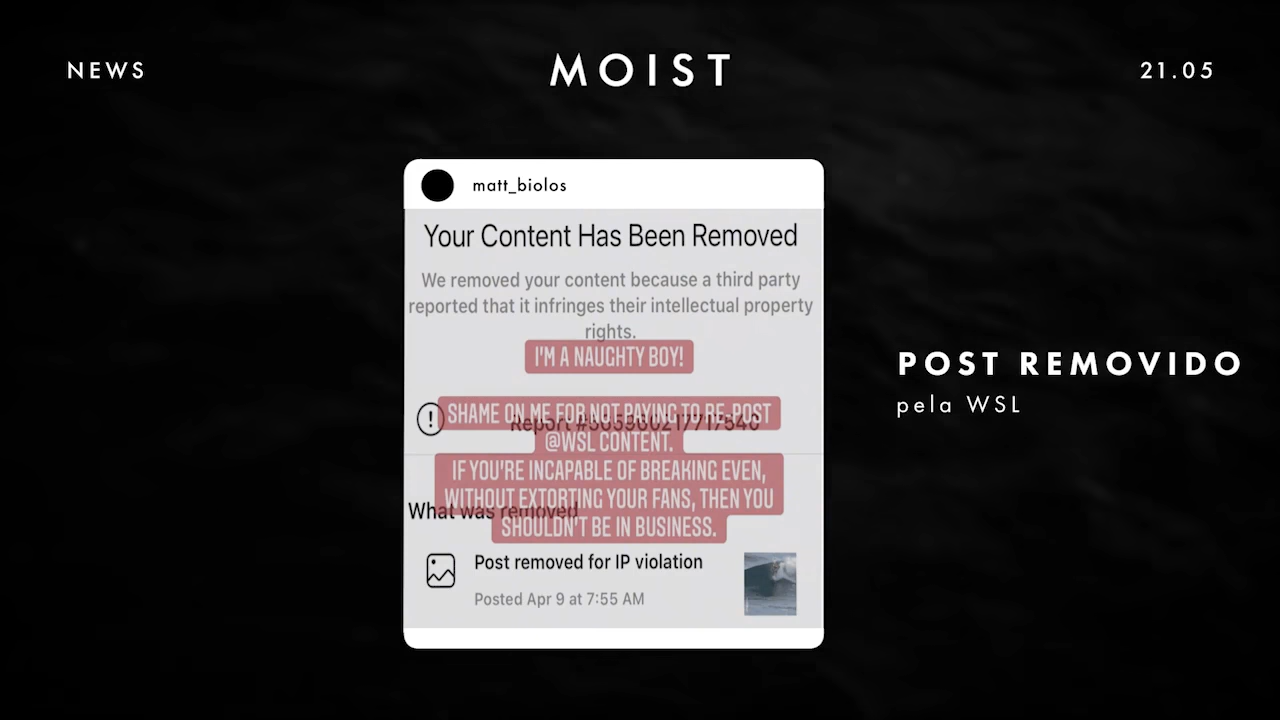 NEWS
MOIST
21.05
matt_biolos
Your Content Has Been Removed
We removed your content because a third party
reported that it infringes their intellectual property
rights.
I'M A NAUGHTY BOY!
SHAME ON ME FOR NOT PAYING TO RE-POST
@WSL CONTENT.
Report
IF YOU'RE INCAPABLE OF BREAKING EVEN,
WITHOUT EXTORTING YOUR FANS, THEN YOU
SHOULDN'T BE IN BUSINESS.
What was removed
Post removed for IP violation
Posted Apr 9 at 7:55 AM
POST REMOVIDO
pela WSL